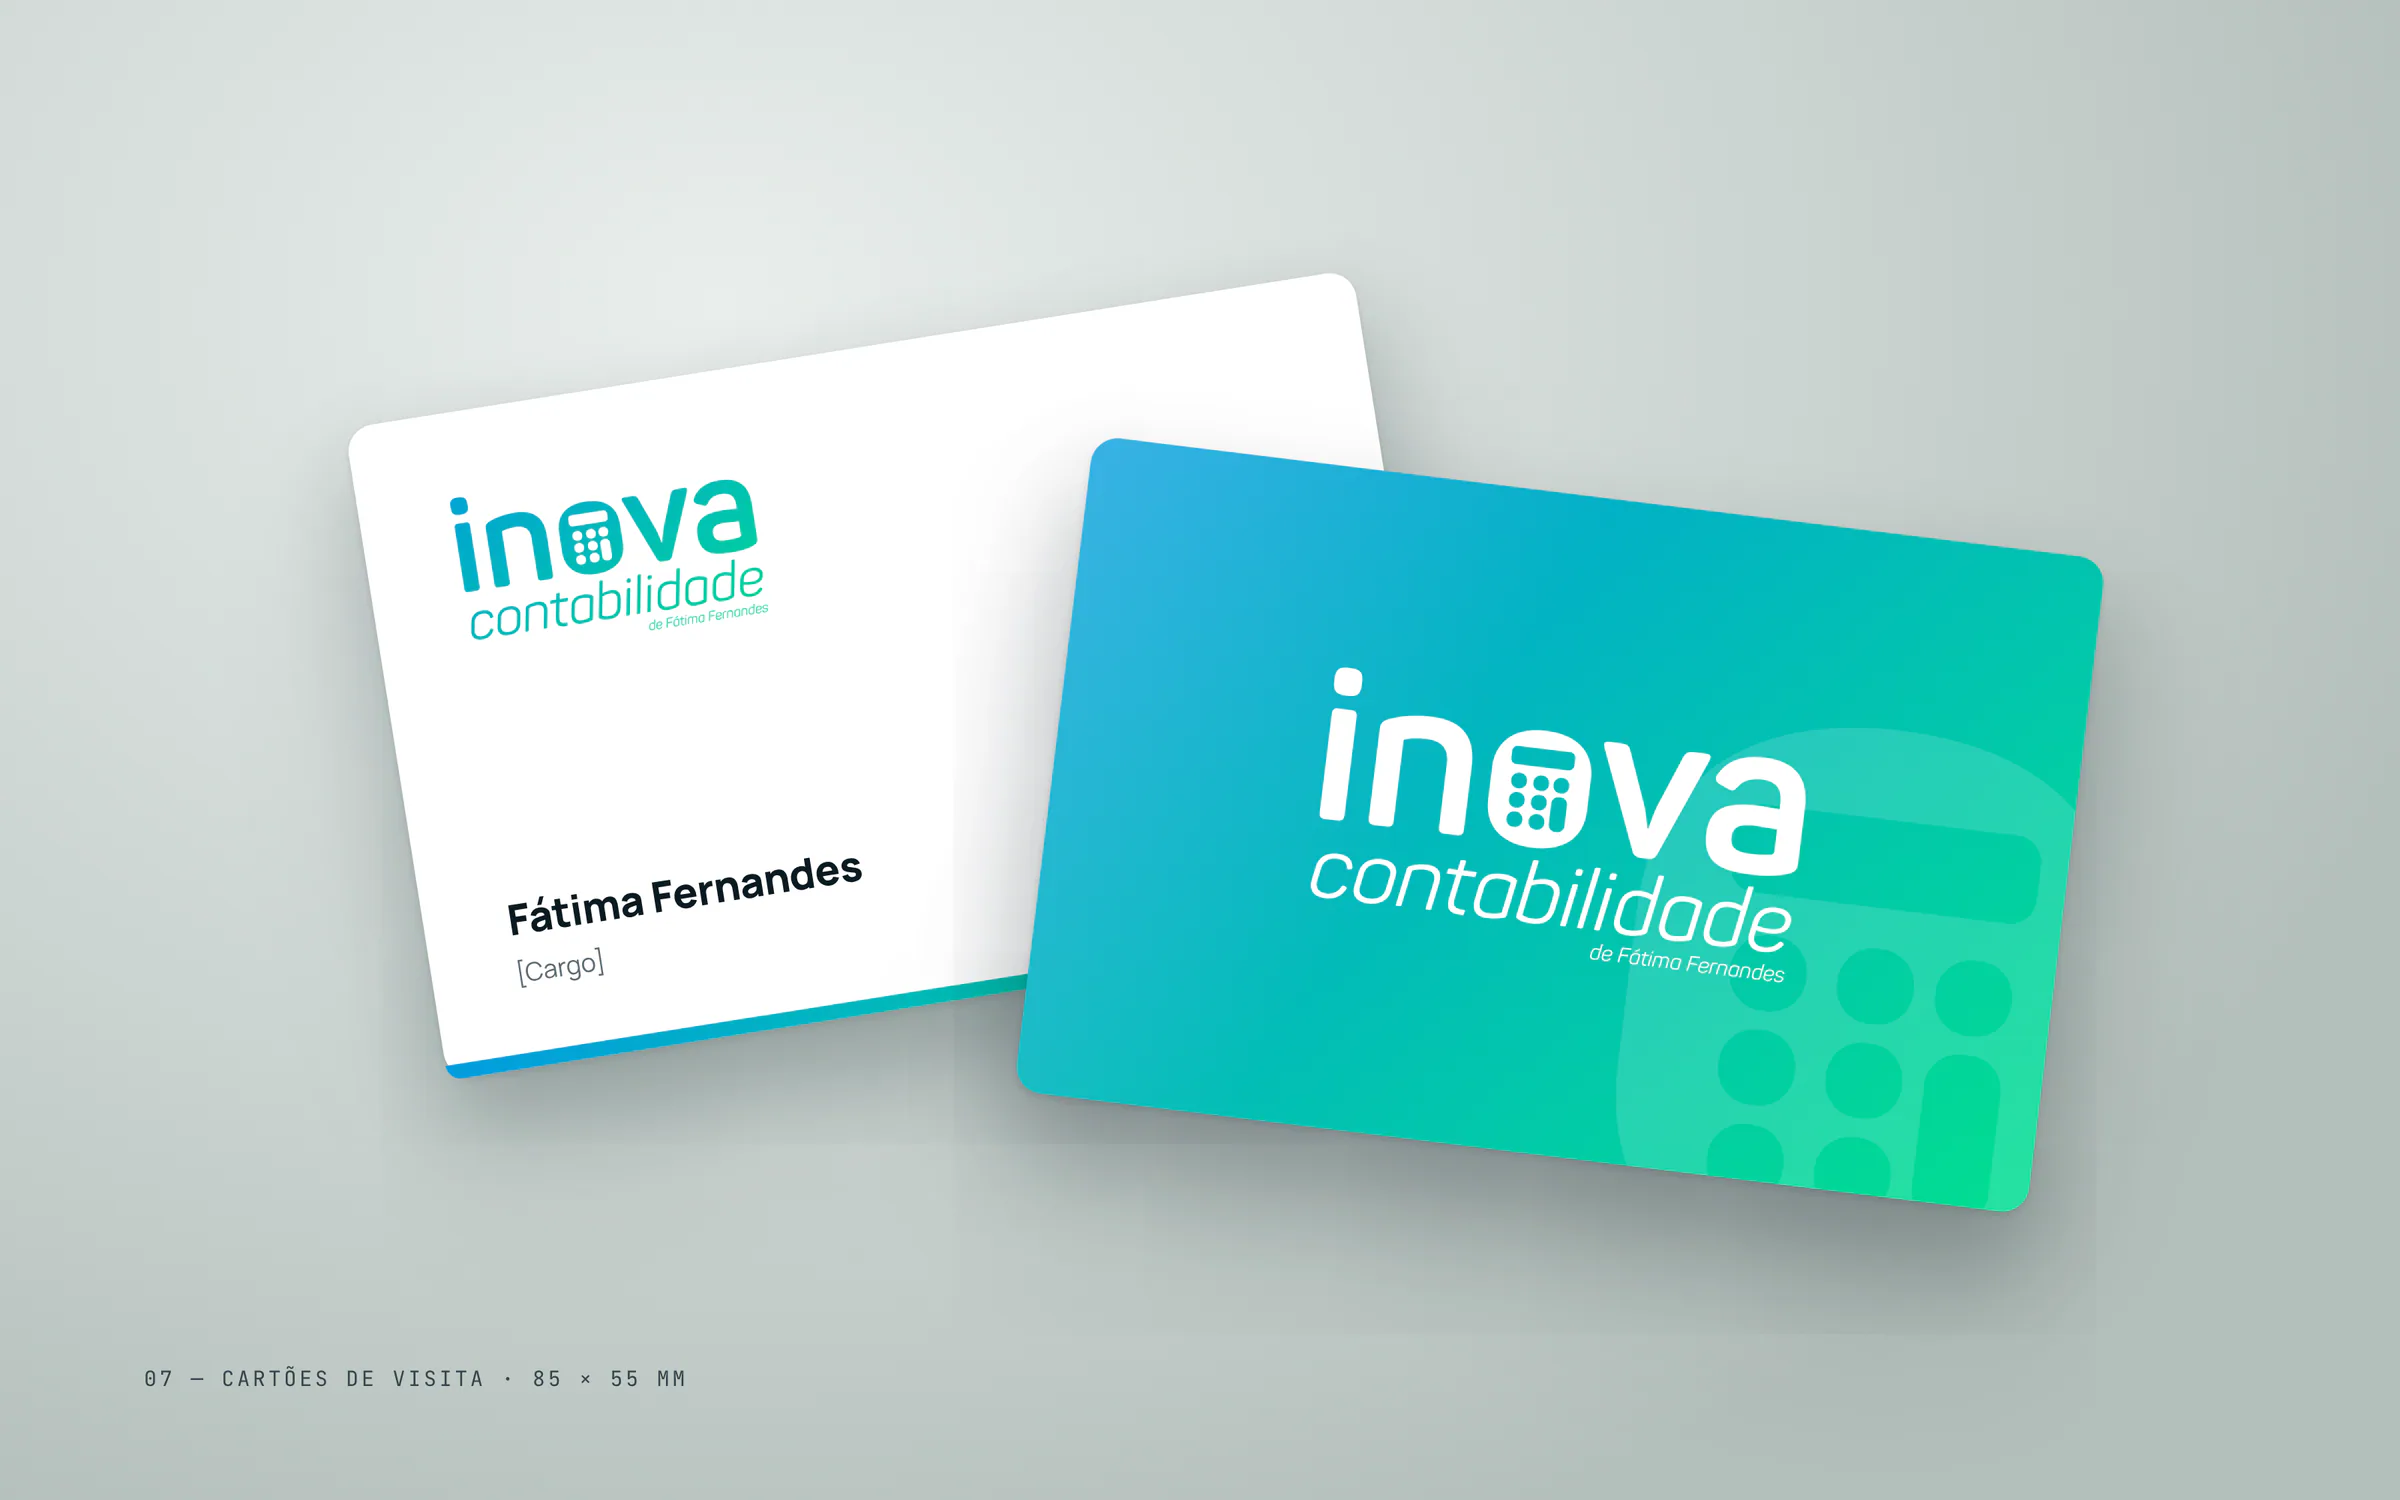 inova
contabilidade
de Fátima Fernandes
Fátima Fernandes
[Cargo]
inova
contabilidade
de Fátima Fernandes
07 — CARTÕES DE VISITA · 85 × 55 MM